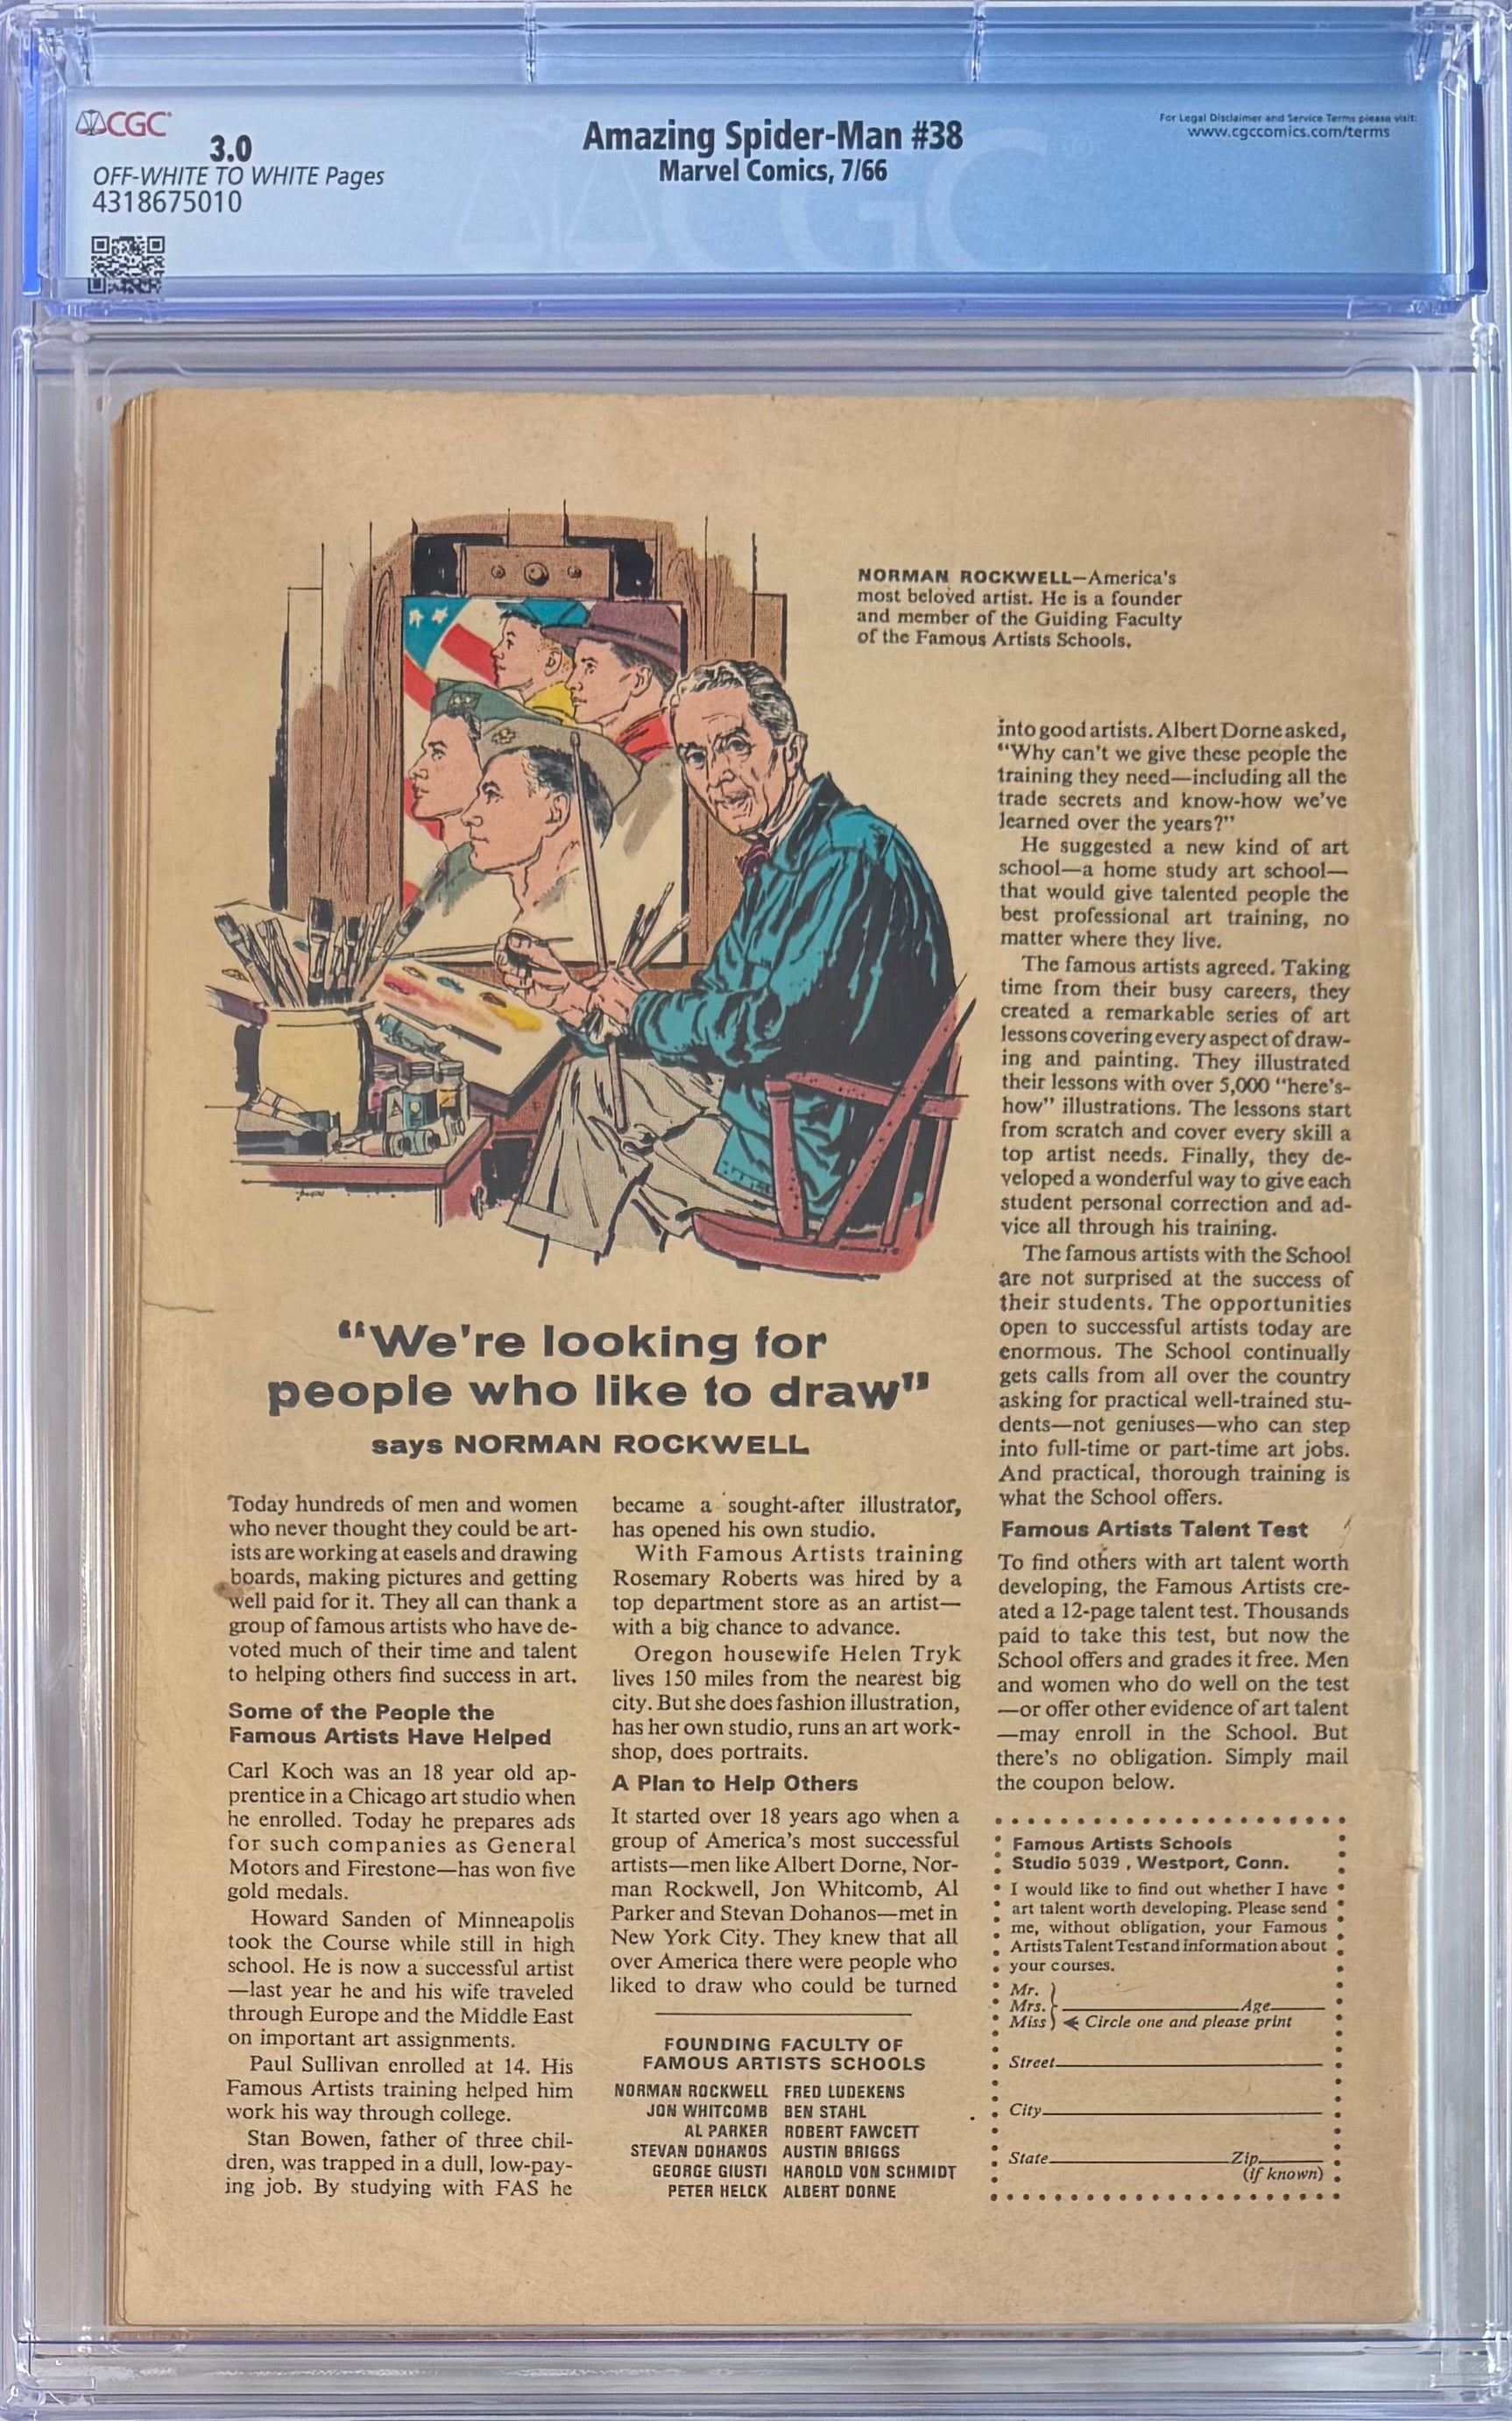 CGC
3.0
OFF-WHITE TO WHITE Pages
4318675010
Amazing Spider-Man #38
Marvel Comics, 7/66
For Legal Disclaimer and Service Terms please visit:
www.cgccomics.com/terms
NORMAN ROCKWELL—America's
most beloved artist. He is a founder
and member of the Guiding Faculty
of the Famous Artists Schools.
"We're looking for
people who like to draw"
says NORMAN ROCKWELL
Today hundreds of men and women
who never thought they could be art-
ists are working at easels and drawing
boards, making pictures and getting
well paid for it. They all can thank a
group of famous artists who have de-
voted much of their time and talent
to helping others find success in art.
Some of the People the
Famous Artists Have Helped
Carl Koch was an 18 year old ap-
prentice in a Chicago art studio when
he enrolled. Today he prepares ads
for such companies as General
Motors and Firestone—has won five
gold medals.
Howard Sanden of Minneapolis
took the Course while still in high
school. He is now a successful artist
—last year he and his wife traveled
through Europe and the Middle East
on important art assignments.
Paul Sullivan enrolled at 14. His
Famous Artists training helped him
work his way through college.
Stan Bowen, father of three chil-
dren, was trapped in a dull, low-pay-
ing job. By studying with FAS he
became a sought-after illustrator,
has opened his own studio.
With Famous Artists training
Rosemary Roberts was hired by a
top department store as an artist—
with a big chance to advance.
Oregon housewife Helen Tryk
lives 150 miles from the nearest big
city. But she does fashion illustration,
has her own studio, runs an art work-
shop, does portraits.
A Plan to Help Others
It started over 18 years ago when a
group of America's most successful
artists—men like Albert Dorne, Nor-
man Rockwell, Jon Whitcomb, Al
Parker and Stevan Dohanos—met in
New York City. They knew that all
over America there were people who
liked to draw who could be turned
into good artists. Albert Dorne asked,
"Why can't we give these people the
training they need—including all the
trade secrets and know-how we've
learned over the years?"
He suggested a new kind of art
school—a home study art school—
that would give talented people the
best professional art training, no
matter where they live.
The famous artists agreed. Taking
time from their busy careers, they
created a remarkable series of art
lessons covering every aspect of draw-
ing and painting. They illustrated
their lessons with over 5,000 "here's-
how" illustrations. The lessons start
from scratch and cover every skill a
top artist needs. Finally, they de-
veloped a wonderful way to give each
student personal correction and ad-
vice all through his training.
The famous artists with the School
are not surprised at the success of
their students. The opportunities
open to successful artists today are
enormous. The School continually
gets calls from all over the country
asking for practical well-trained stu-
dents—not geniuses—who can step
into full-time or part-time art jobs.
And practical, thorough training is
what the School offers.
Famous Artists Talent Test
To find others with art talent worth
developing, the Famous Artists cre-
ated a 12-page talent test. Thousands
paid to take this test, but now the
School offers and grades it free. Men
and women who do well on the test
—or offer other evidence of art talent
—may enroll in the School. But
there's no obligation. Simply mail
the coupon below.
FOUNDING FACULTY OF
FAMOUS ARTISTS SCHOOLS
NORMAN ROCKWELL FRED LUDEKENS
JON WHITCOMB BEN STAHL
AL PARKER ROBERT FAWCETT
STEVAN DOHANOS AUSTIN BRIGGS
GEORGE GIUSTI HAROLD VON SCHMIDT
PETER HELCK ALBERT DORNE
Famous Artists Schools
Studio 5039 , Westport, Conn.
I would like to find out whether I have
art talent worth developing. Please send
me, without obligation, your Famous
Artists Talent Test and information about
your courses.
Mr.
Mrs. Age
Miss Circle one and please print
Street
City
State Zip
(if known)